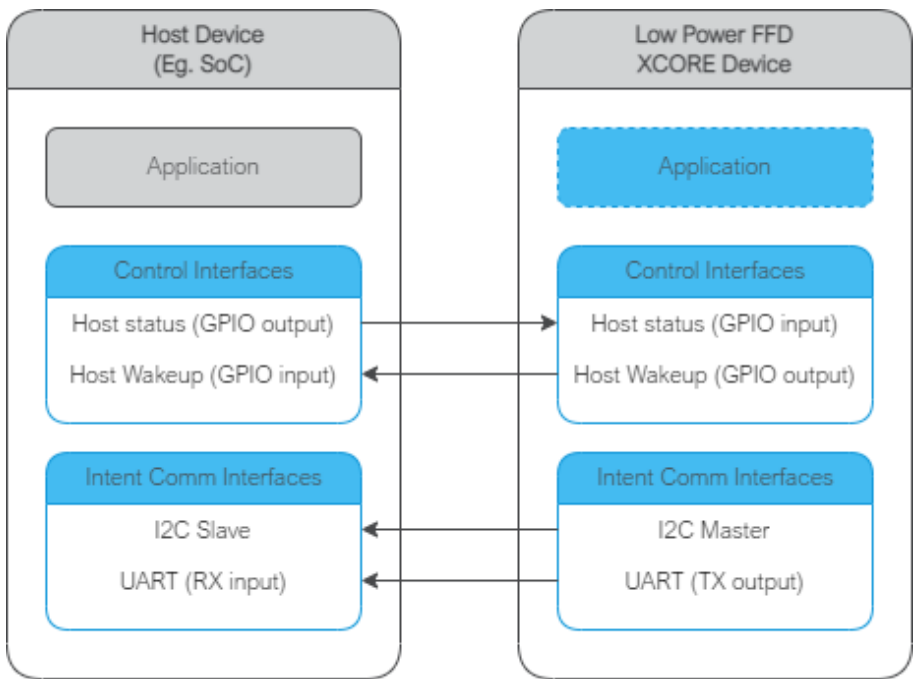 Host Device
(Eg. SoC)
Application
Control Interfaces
Host status (GPIO output)
Host Wakeup (GPIO input)
Intent Comm Interfaces
I2C Slave
UART (RX input)
Low Power FFD
XCORE Device
Application
Control Interfaces
Host status (GPIO input)
Host Wakeup (GPIO output)
Intent Comm Interfaces
I2C Master
UART (TX output)